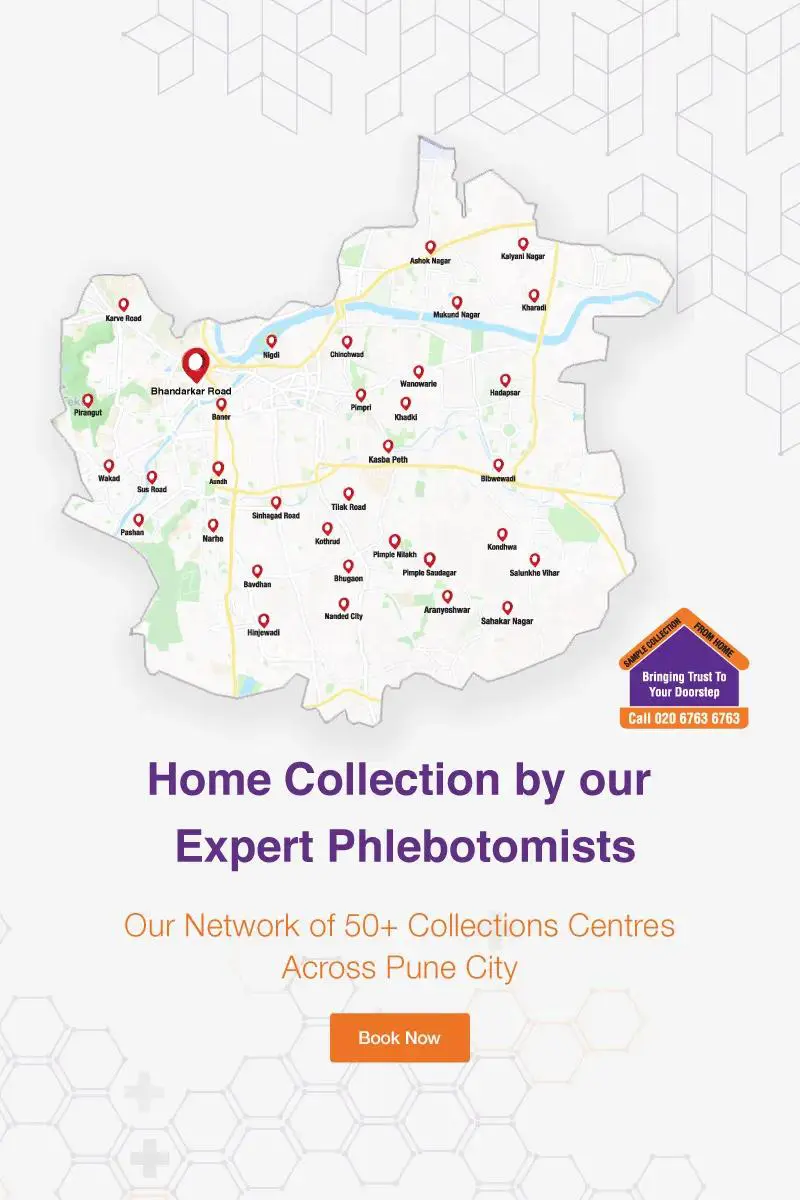 Ashok Nagar
Kalyani Nagar
Karve Road
Mukund Nagar
Kharadi
Nigdi
Chinchwad
Bhandarkar Road
Wanowarie
Hadapsar
Pirangut
Baner
Pimpri
Khadki
Kasba Peth
Wakad
Sus Road
Aundh
Bibwewadi
Sinhagad Road
Tilak Road
Pashan
Narhe
Kothrud
Pimple Nilakh
Kondhwa
Bavdhan
Bhugaon
Pimple Saudagar
Salunkhe Vihar
Hinjewadi
Nanded City
Aranyeshwar
Sahakar Nagar
SAMPLE COLLECTION
FROM HOME
Bringing Trust To
Your Doorstep
Call 020 6763 6763
Home Collection by our
Expert Phlebotomists
Our Network of 50+ Collections Centres
Across Pune City
Book Now